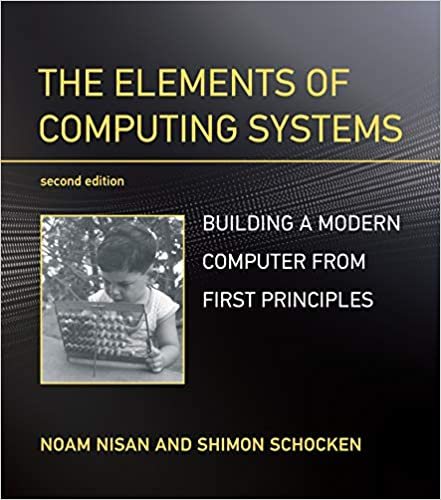 THE ELEMENTS OF
COMPUTING SYSTEMS
second edition
BUILDING A MODERN
COMPUTER FROM
FIRST PRINCIPLES
NOAM NISAN AND SHIMON SCHOCKEN